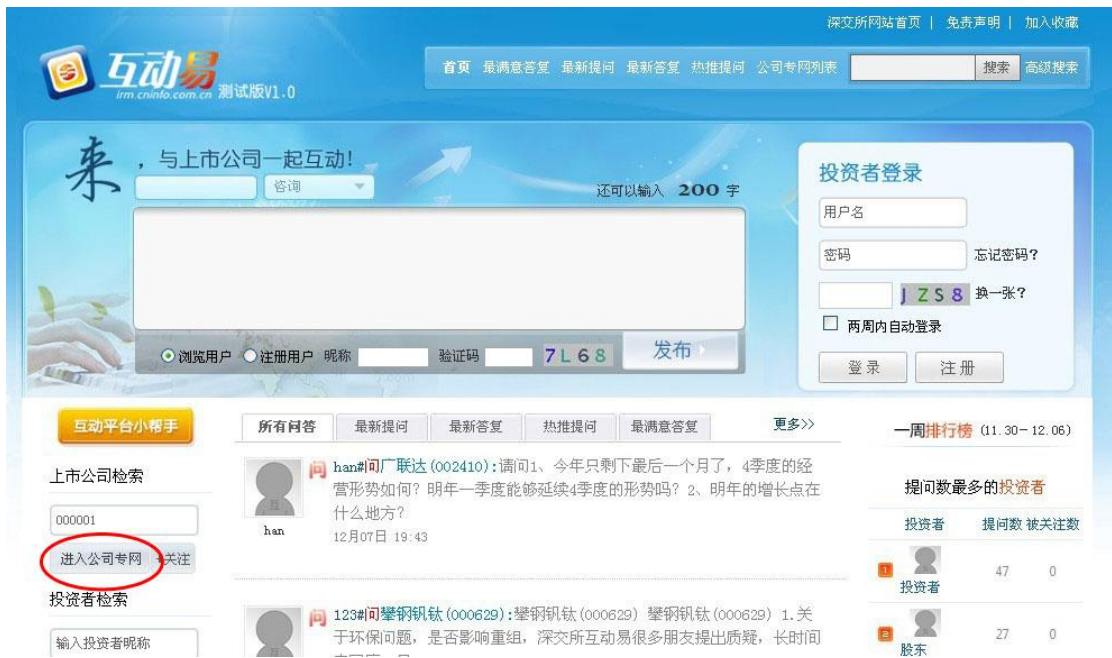 深交所网站首页 | 免责声明 | 加入收藏
互动易
irm.cninfo.com.cn 测试版V1.0
首页 最满意答复 最新提问 最新答复 热推提问 公司专网列表 搜索 高级搜索
来，与上市公司一起互动!
咨询
还可以输入 200 字
浏览用户 注册用户 昵称 验证码 7L68 发布
投资者登录
用户名
密码 忘记密码?
JZS8 换一张?
两周内自动登录
登录 注册
互动平台小帮手
上市公司检索
000001
进入公司专网 +关注
投资者检索
输入投资者昵称
所有问答 最新提问 最新答复 热推提问 最满意答复 更多>>
问 han#问广联达(002410):请问1、今年只剩下最后一个月了，4季度的经
营形势如何？明年一季度能够延续4季度的形势吗？2、明年的增长点在
什么地方？
han
12月07日 19:43
问 123#问攀钢钒钛(000629):攀钢钒钛(000629) 攀钢钒钛(000629) 1.关
于环保问题，是否影响重组，深交所互动易很多朋友提出质疑，长时间
一周排行榜 (11.30-12.06)
提问数最多的投资者
投资者 提问数 被关注数
1 投资者 47 0
2 股东 27 0